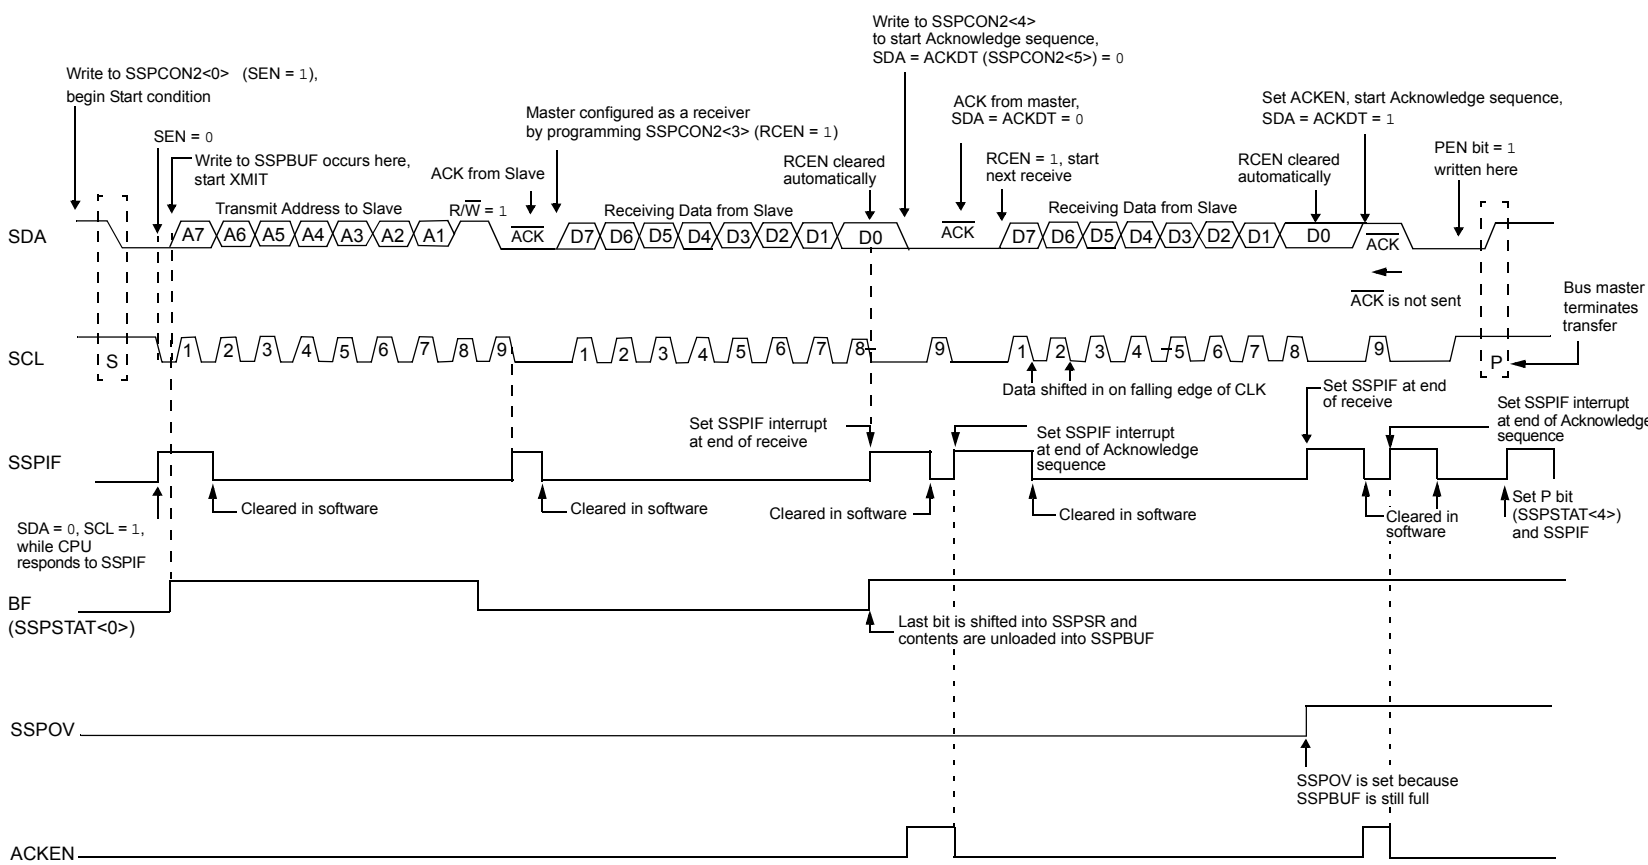 Write to SSPCON2<4>
to start Acknowledge sequence,
SDA = ACKDT (SSPCON2<5>) = 0
Write to SSPCON2<0> (SEN = 1),
begin Start condition
Master configured as a receiver
by programming SSPCON2<3> (RCEN = 1)
ACK from master,
SDA = ACKDT = 0
Set ACKEN, start Acknowledge sequence,
SDA = ACKDT = 1
SEN = 0
Write to SSPBUF occurs here,
start XMIT
ACK from Slave
RCEN cleared
automatically
RCEN = 1, start
next receive
RCEN cleared
automatically
PEN bit = 1
written here
Transmit Address to Slave
R/W = 1
Receiving Data from Slave
Receiving Data from Slave
SDA
A7 A6 A5 A4 A3 A2 A1 ACK D7 D6 D5 D4 D3 D2 D1 D0 ACK D7 D6 D5 D4 D3 D2 D1 D0 ACK
ACK is not sent
Bus master
terminates
transfer
SCL
S 1 2 3 4 5 6 7 8 9 1 2 3 4 5 6 7 8 9 1 2 3 4 5 6 7 8 9 P
Data shifted in on falling edge of CLK
Set SSPIF interrupt
at end of receive
Set SSPIF interrupt
at end of Acknowledge
sequence
Set SSPIF at end
of receive
Set SSPIF interrupt
at end of Acknowledge
sequence
SSPIF
Cleared in software
Cleared in software
Cleared in software
Cleared in software
Cleared in
software
Set P bit
(SSPSTAT<4>)
and SSPIF
SDA = 0, SCL = 1,
while CPU
responds to SSPIF
BF
(SSPSTAT<0>)
Last bit is shifted into SSPSR and
contents are unloaded into SSPBUF
SSPOV
SSPOV is set because
SSPBUF is still full
ACKEN